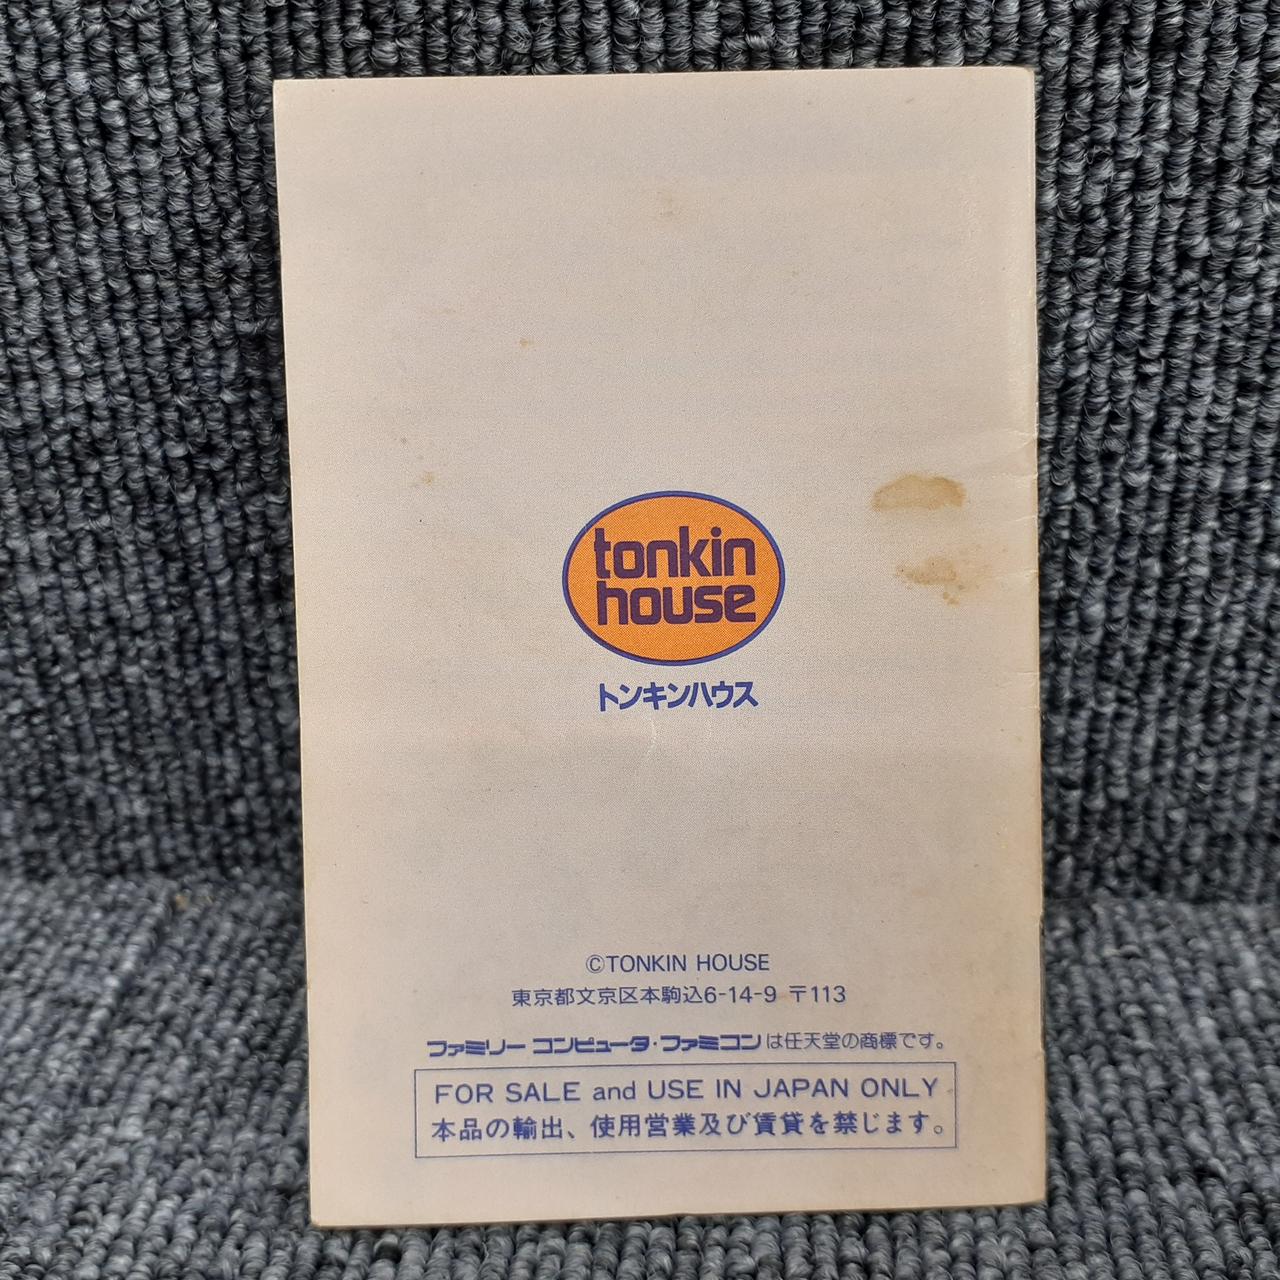 tonkin
house
トンキンハウス
©TONKIN HOUSE
東京都文京区本駒込6-14-9 〒113
ファミリー コンピュータ・ファミコンは任天堂の商標です。
FOR SALE and USE IN JAPAN ONLY
本品の輸出、使用営業及び賃貸を禁じます。